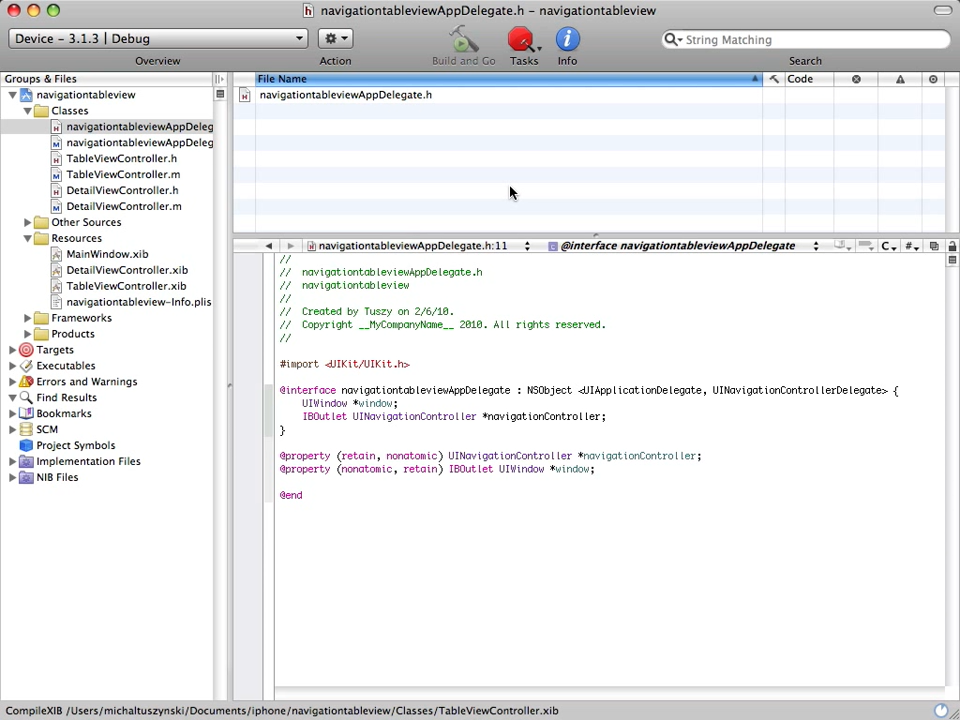 navigationtableviewAppDelegate.h – navigationtableview
Device – 3.1.3 | Debug
String Matching
Overview
Action
Build and Go
Tasks
Info
Search
Groups & Files
File Name
Code
navigationtableview
Classes
navigationtableviewAppDeleg
navigationtableviewAppDeleg
TableViewController.h
TableViewController.m
DetailViewController.h
DetailViewController.m
Other Sources
Resources
MainWindow.xib
DetailViewController.xib
TableViewController.xib
navigationtableview-Info.plis
Frameworks
Products
Targets
Executables
Errors and Warnings
Find Results
Bookmarks
SCM
Project Symbols
Implementation Files
NIB Files
navigationtableviewAppDelegate.h
navigationtableviewAppDelegate.h:11
@interface navigationtableviewAppDelegate
C
#
//
// navigationtableviewAppDelegate.h
// navigationtableview
//
// Created by Tuszy on 2/6/10.
// Copyright __MyCompanyName__ 2010. All rights reserved.
//
#import <UIKit/UIKit.h>
@interface navigationtableviewAppDelegate : NSObject <UIApplicationDelegate, UINavigationControllerDelegate> {
UIWindow *window;
IBOutlet UINavigationController *navigationController;
}
@property (retain, nonatomic) UINavigationController *navigationController;
@property (nonatomic, retain) IBOutlet UIWindow *window;
@end
CompileXIB /Users/michaltuszynski/Documents/iphone/navigationtableview/Classes/TableViewController.xib